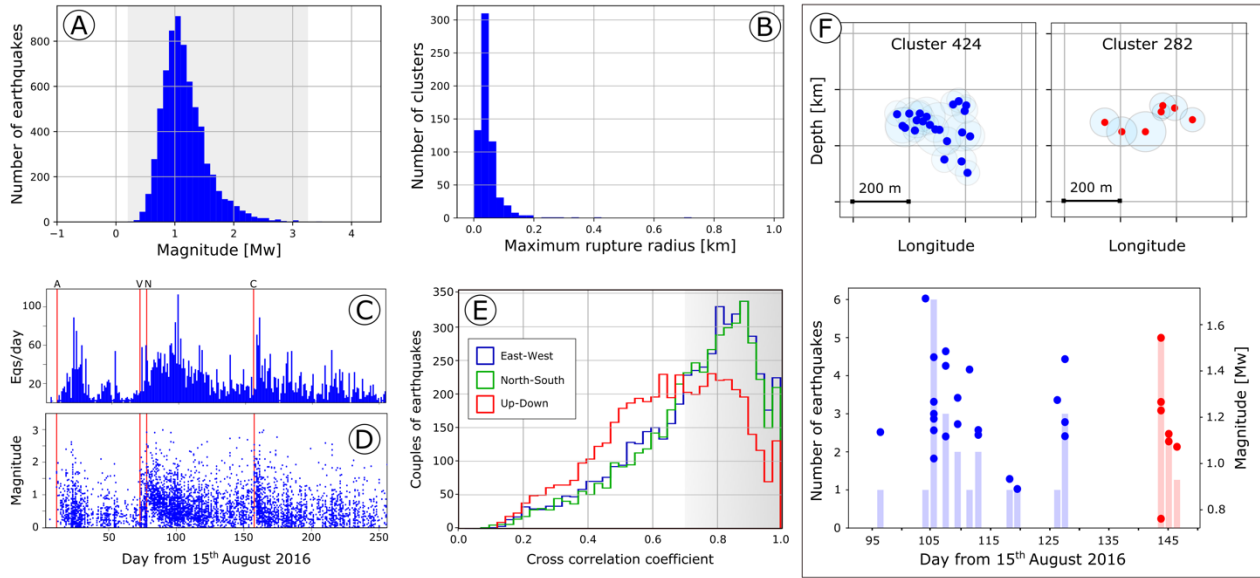 A
Number of earthquakes
800
600
400
200
0
−1
0
1
2
3
4
Magnitude [Mw]
B
Number of clusters
300
250
200
150
100
50
0
0.0
0.2
0.4
0.6
0.8
1.0
Maximum rupture radius [km]
A
V N
C
C
Eqs/day
100
60
20
D
Magnitude
3
2
1
0
0
50
100
150
200
250
Day from 15th August 2016
E
Couples of earthquakes
350
300
250
200
150
100
50
0
East-West
North-South
Up-Down
0.0
0.2
0.4
0.6
0.8
1.0
Cross correlation coefficient
F
Cluster 424
Cluster 282
Depth [km]
200 m
200 m
Longitude
Longitude
Number of earthquakes
6
5
4
3
2
1
0
1.6
1.4
1.2
1.0
0.8
Magnitude [Mw]
95
105
115
125
135
145
Day from 15th August 2016